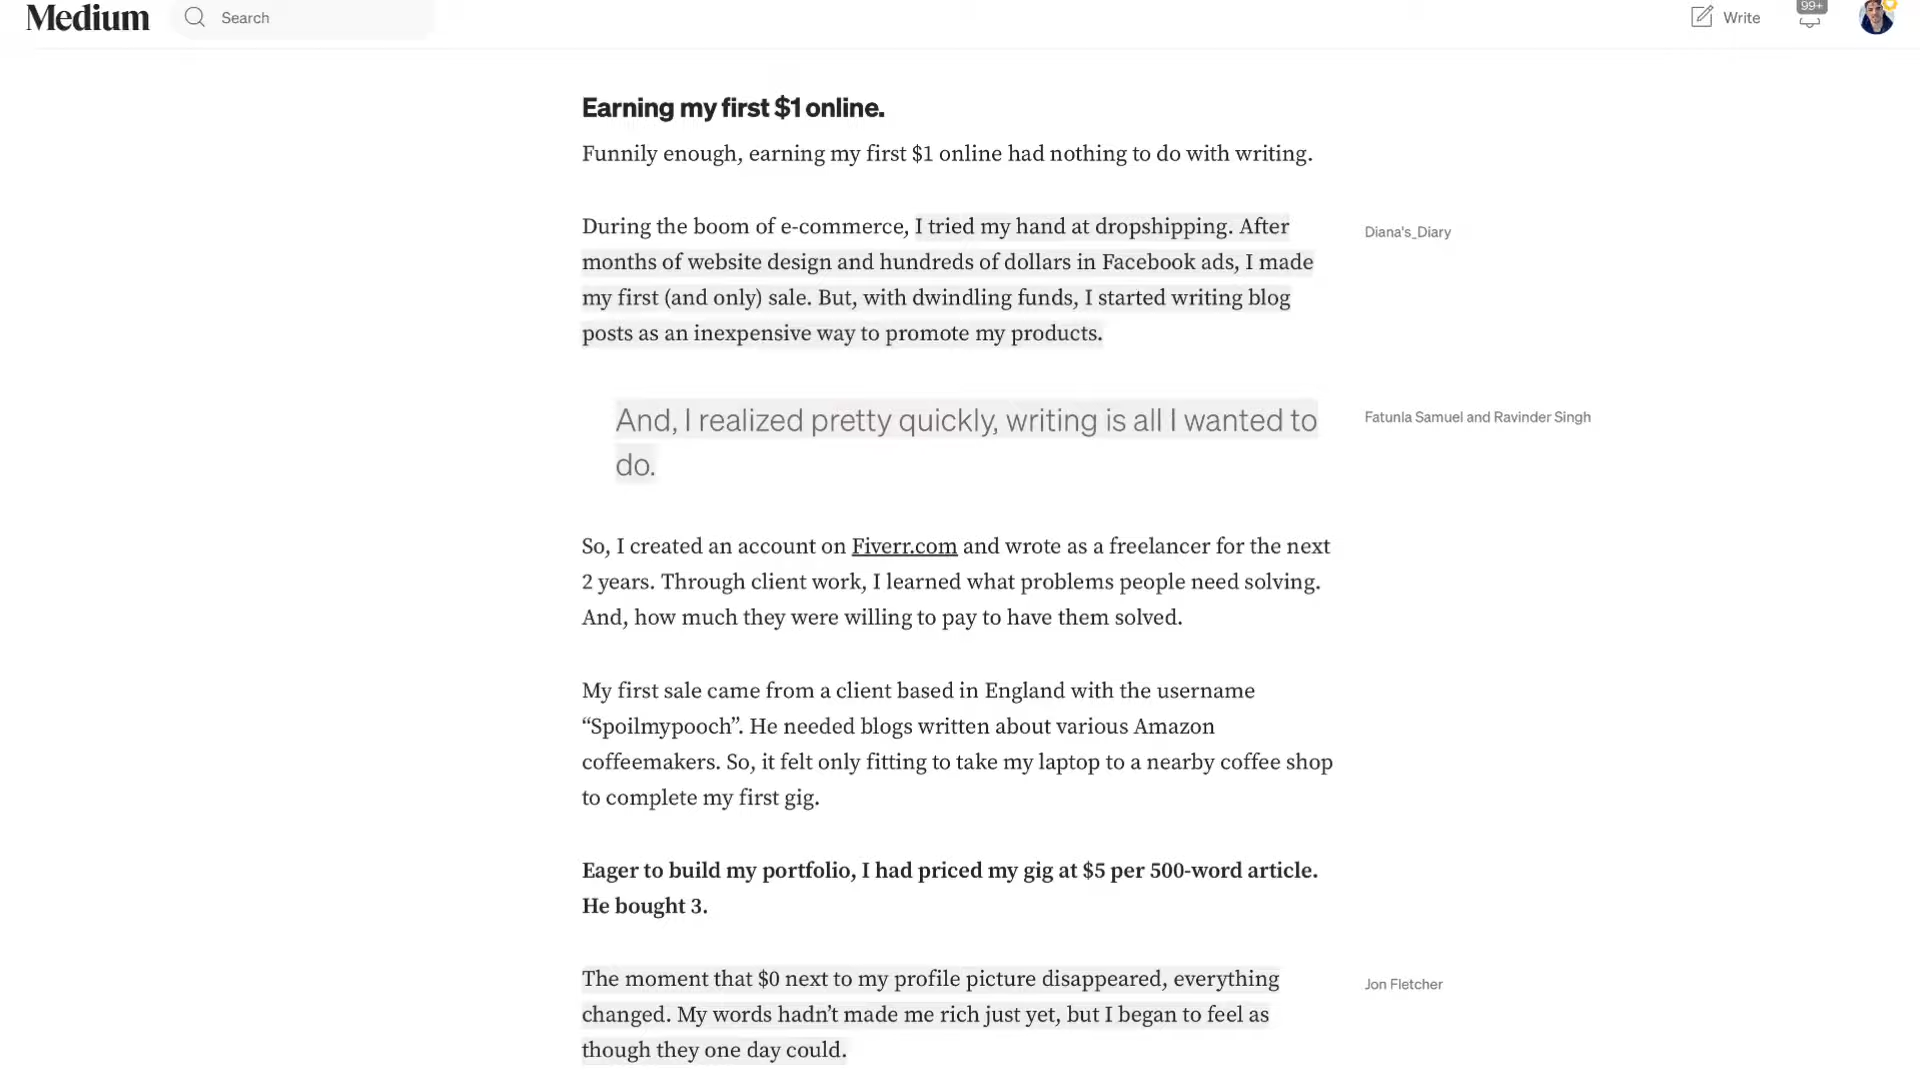 Medium
Search
Write
99+
Earning my first $1 online.
Funnily enough, earning my first $1 online had nothing to do with writing.
During the boom of e-commerce, I tried my hand at dropshipping. After
months of website design and hundreds of dollars in Facebook ads, I made
my first (and only) sale. But, with dwindling funds, I started writing blog
posts as an inexpensive way to promote my products.
Diana's_Diary
And, I realized pretty quickly, writing is all I wanted to
do.
Fatunla Samuel and Ravinder Singh
So, I created an account on Fiverr.com and wrote as a freelancer for the next
2 years. Through client work, I learned what problems people need solving.
And, how much they were willing to pay to have them solved.
My first sale came from a client based in England with the username
“Spoilmypooch”. He needed blogs written about various Amazon
coffeemakers. So, it felt only fitting to take my laptop to a nearby coffee shop
to complete my first gig.
Eager to build my portfolio, I had priced my gig at $5 per 500-word article.
He bought 3.
The moment that $0 next to my profile picture disappeared, everything
changed. My words hadn’t made me rich just yet, but I began to feel as
though they one day could.
Jon Fletcher